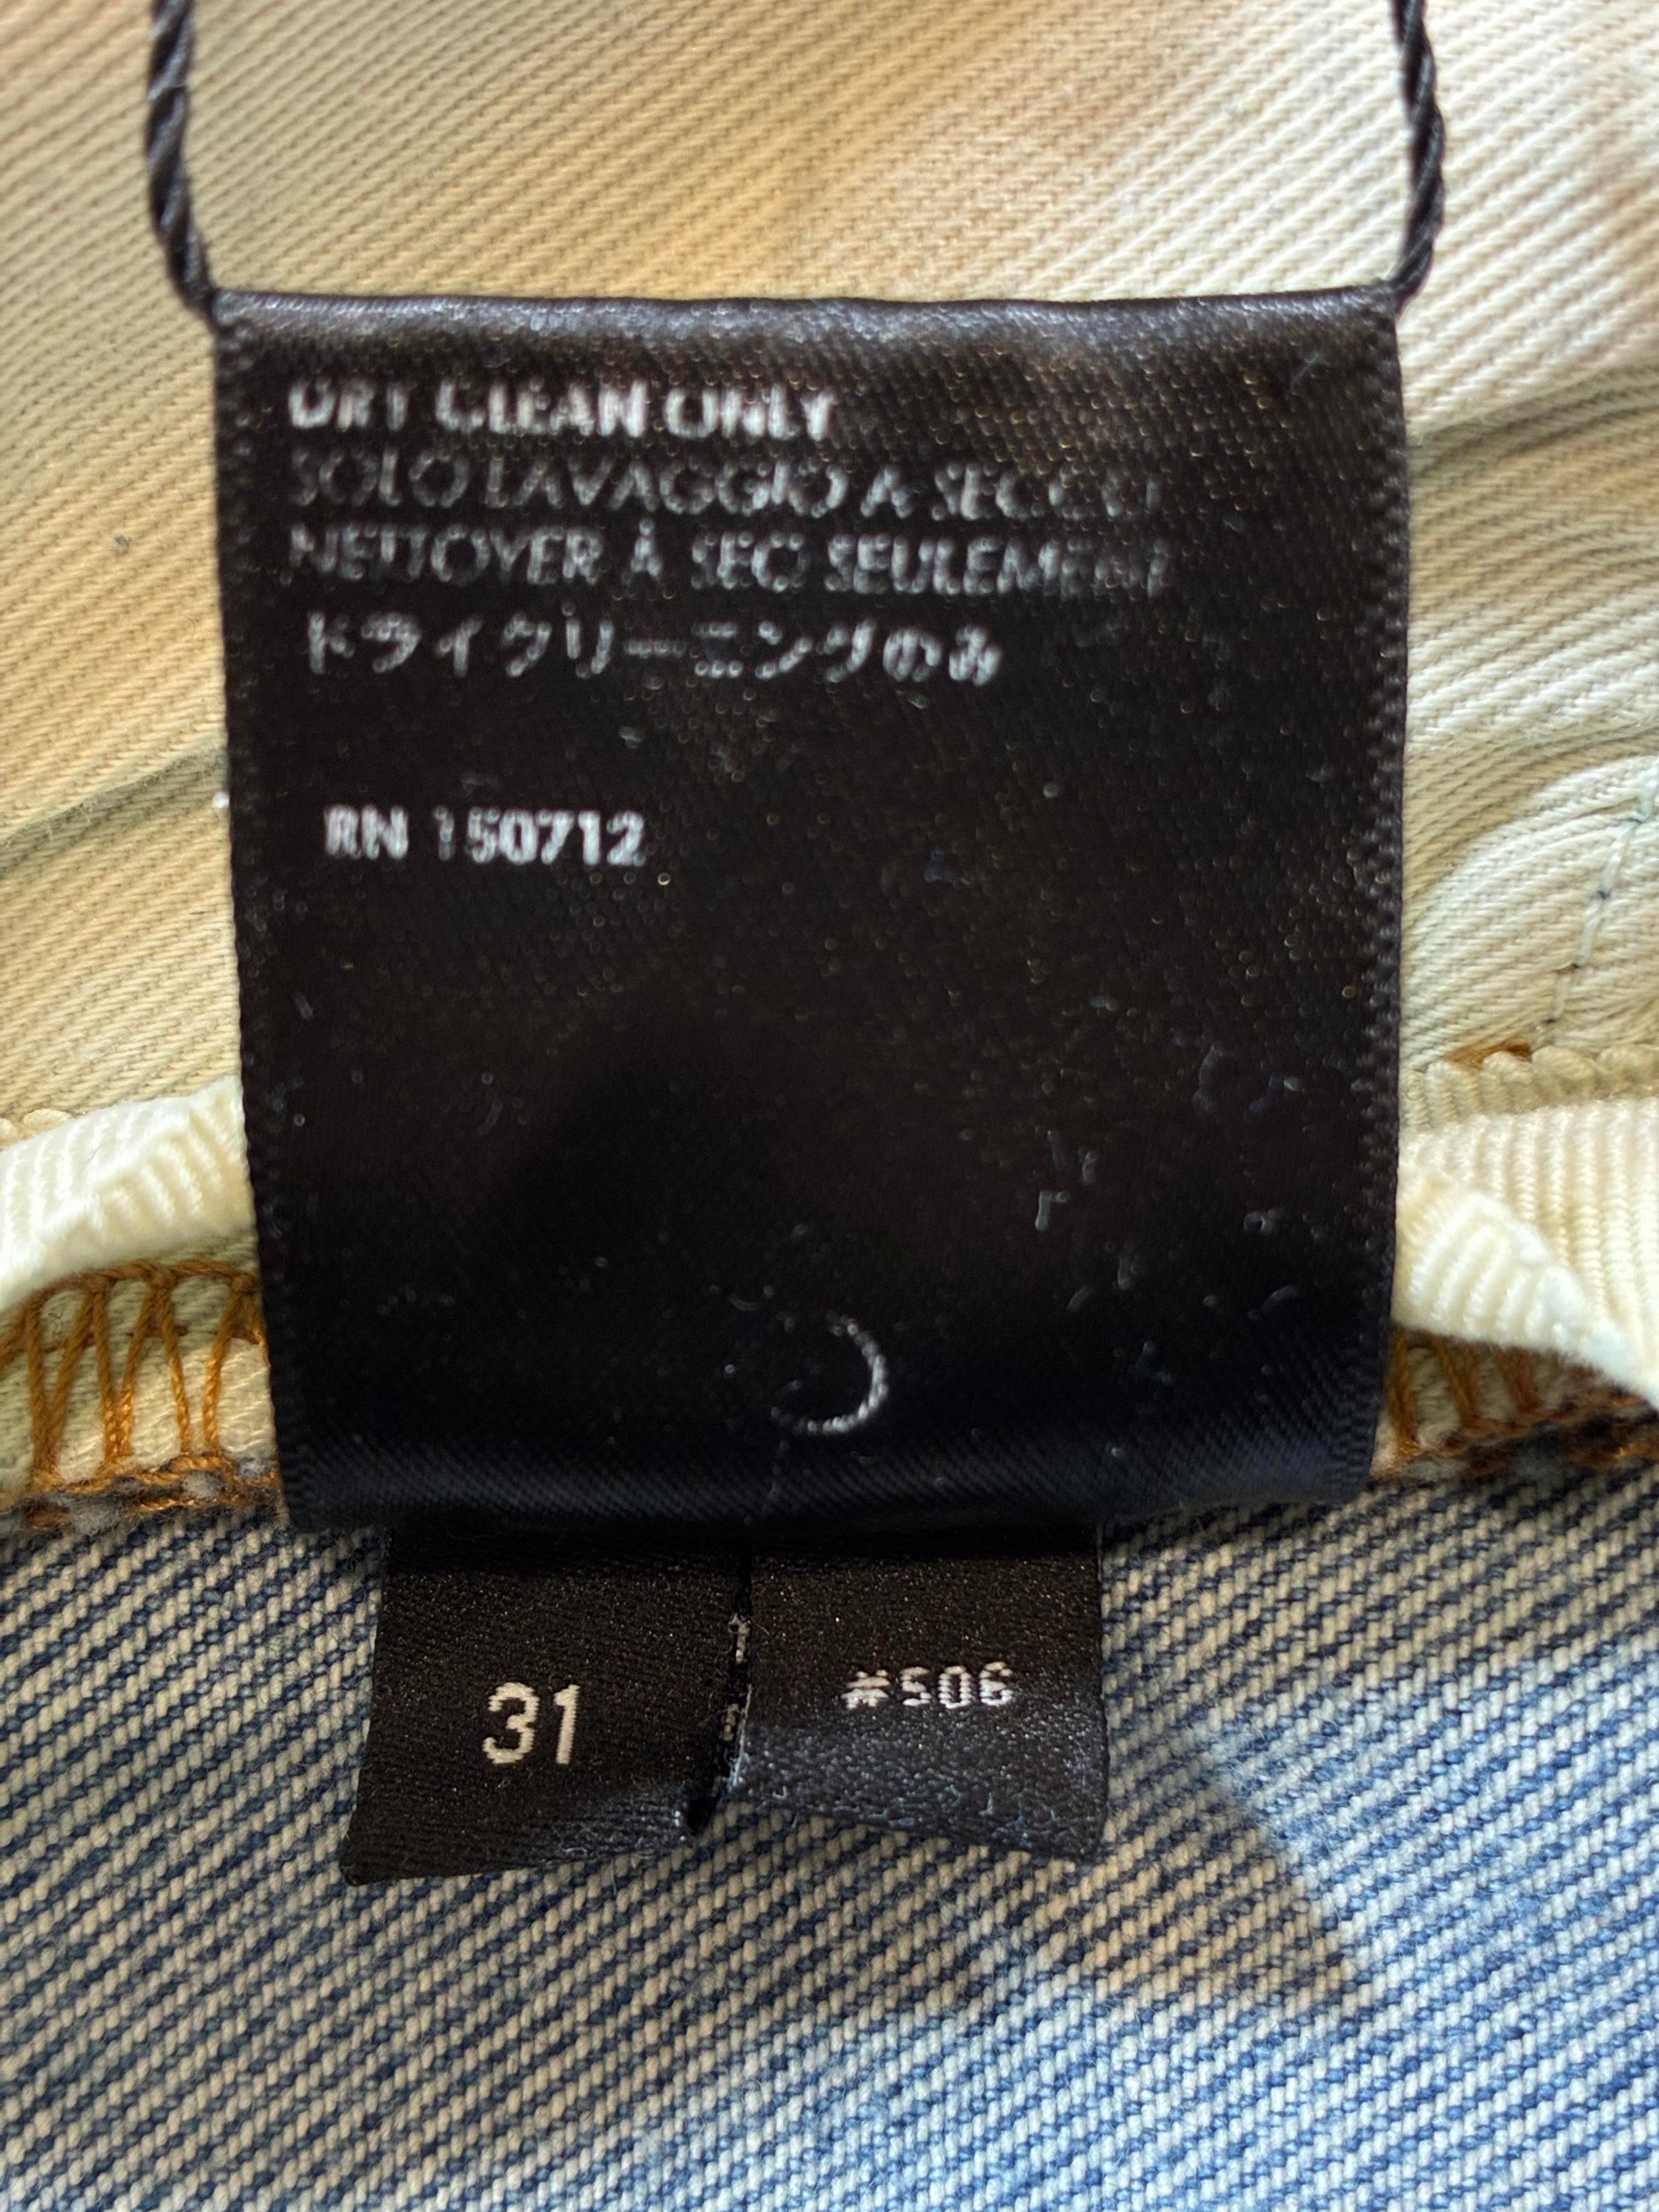 DRY CLEAN ONLY
SOLO LAVAGGIO A SECCO
NETTOYER À SEC SEULEMENT
ドライクリーニングのみ
RN 150712
31
#506